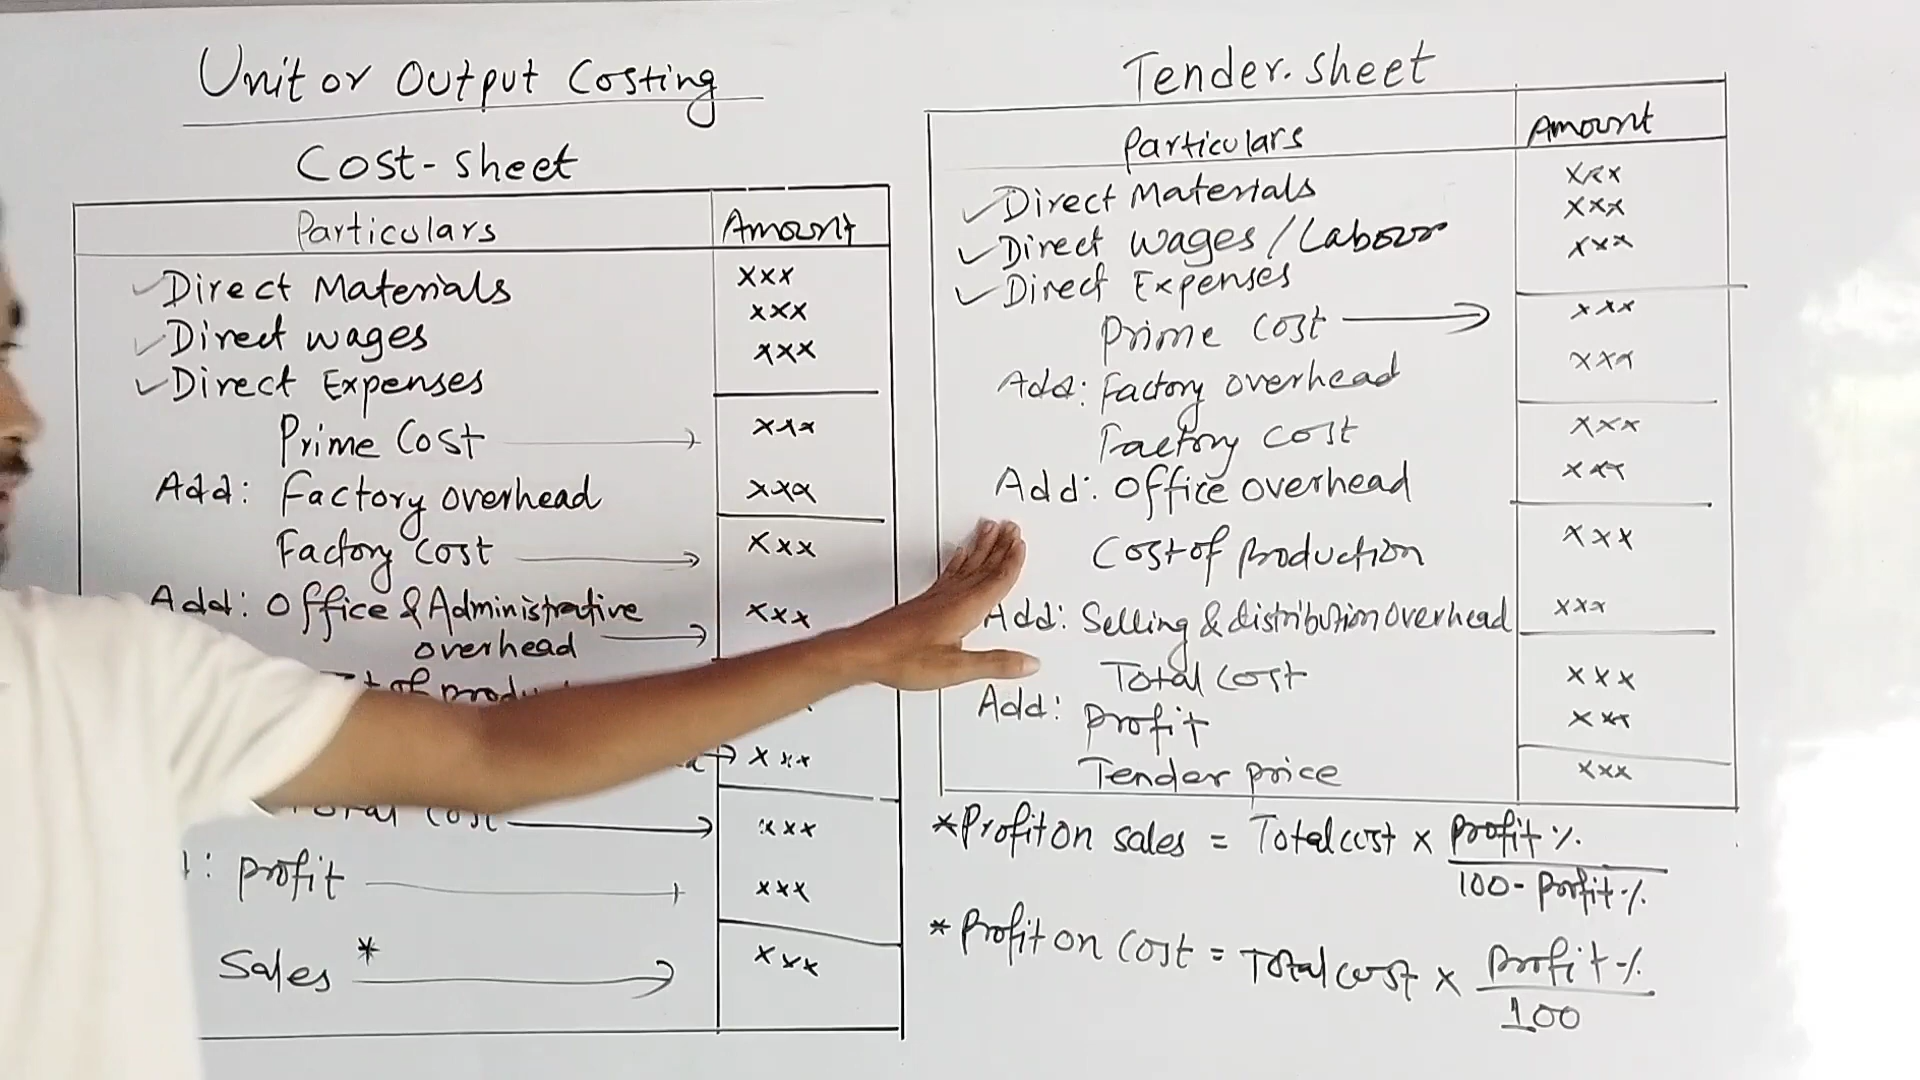 Unit or Output Costing
Cost-sheet
Particulars Amount
✓Direct Materials xxx
✓Direct wages xxx
✓Direct Expenses xxx
Prime Cost → xxx
Add: Factory overhead xxx
Factory Cost → xxx
Add: Office & Administrative xxx
overhead →
→ xxx
Total Cost → xxx
: Profit → xxx
Sales * → xxx
Tender.sheet
Particulars Amount
✓Direct Materials xxx
✓Direct wages/Labour xxx
✓Direct Expenses xxx
Prime Cost → xxx
Add: Factory overhead xxx
Factory Cost xxx
Add: Office overhead xxx
Cost of Production xxx
Add: Selling & distribution overhead xxx
Total Cost xxx
Add: Profit xxx
Tender price xxx
*Profit on sales = Total cost x Profit %
100 - Porfit %
* Profit on Cost = Total cost x Profit %
100